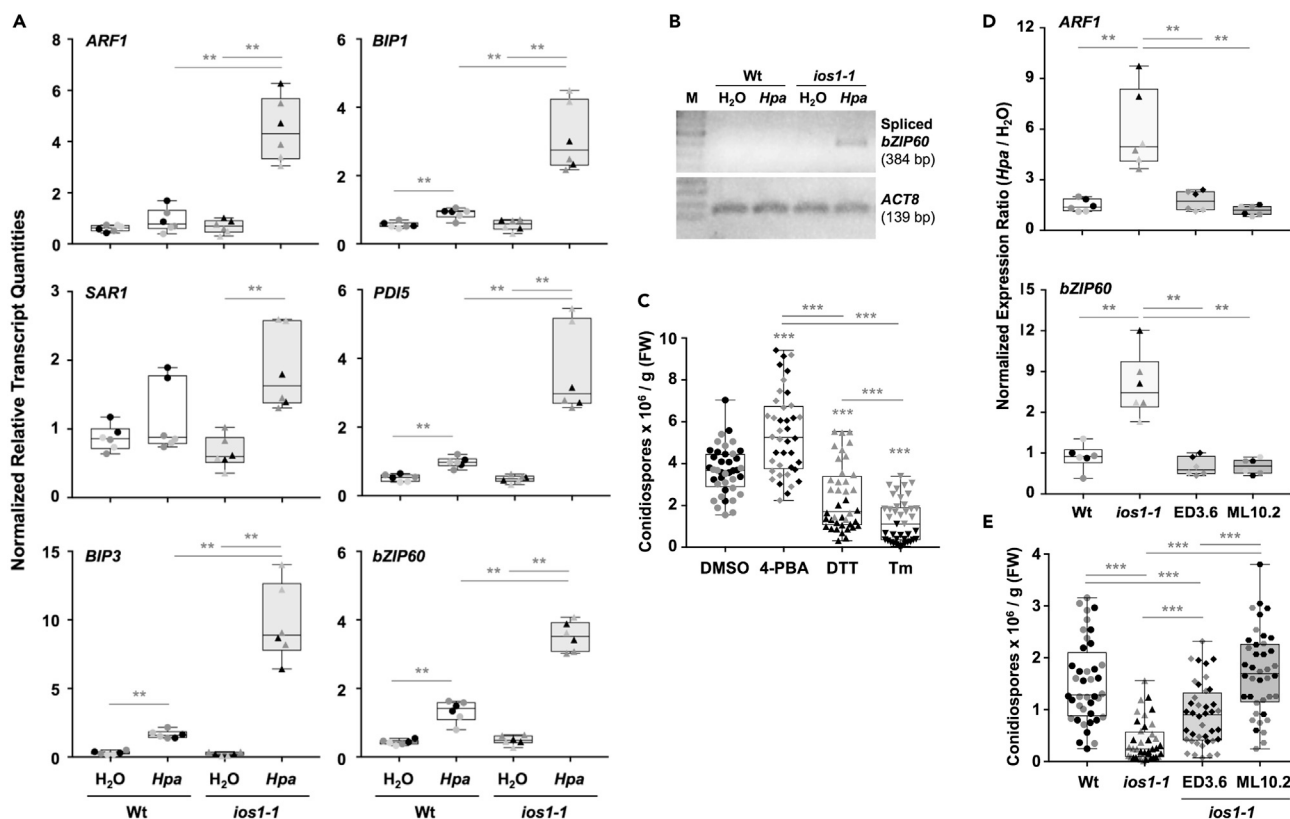 A
Normalized Relative Transcript Quantities
ARF1
8
6
4
2
0
**
**
BIP1
6
4
2
0
**
**
**
SAR1
3
2
1
0
**
PDI5
6
4
2
0
**
**
**
BIP3
15
10
5
0
**
**
**
bZIP60
6
4
2
0
**
**
**
H₂O Hpa H₂O Hpa
Wt ios1-1
H₂O Hpa H₂O Hpa
Wt ios1-1
B
Wt ios1-1
M H₂O Hpa H₂O Hpa
Spliced
bZIP60
(384 bp)
ACT8
(139 bp)
C
Conidiospores x 10⁶ / g (FW)
10
8
6
4
2
0
***
***
***
***
***
***
DMSO 4-PBA DTT Tm
D
Normalized Expression Ratio (Hpa / H₂O)
ARF1
12
9
6
3
0
**
**
**
bZIP60
15
12
9
2
1
0
**
**
**
Wt ios1-1 ED3.6 ML10.2
E
Conidiospores x 10⁶ / g (FW)
4
3
2
1
0
***
***
***
***
***
Wt ios1-1 ED3.6 ML10.2
ios1-1